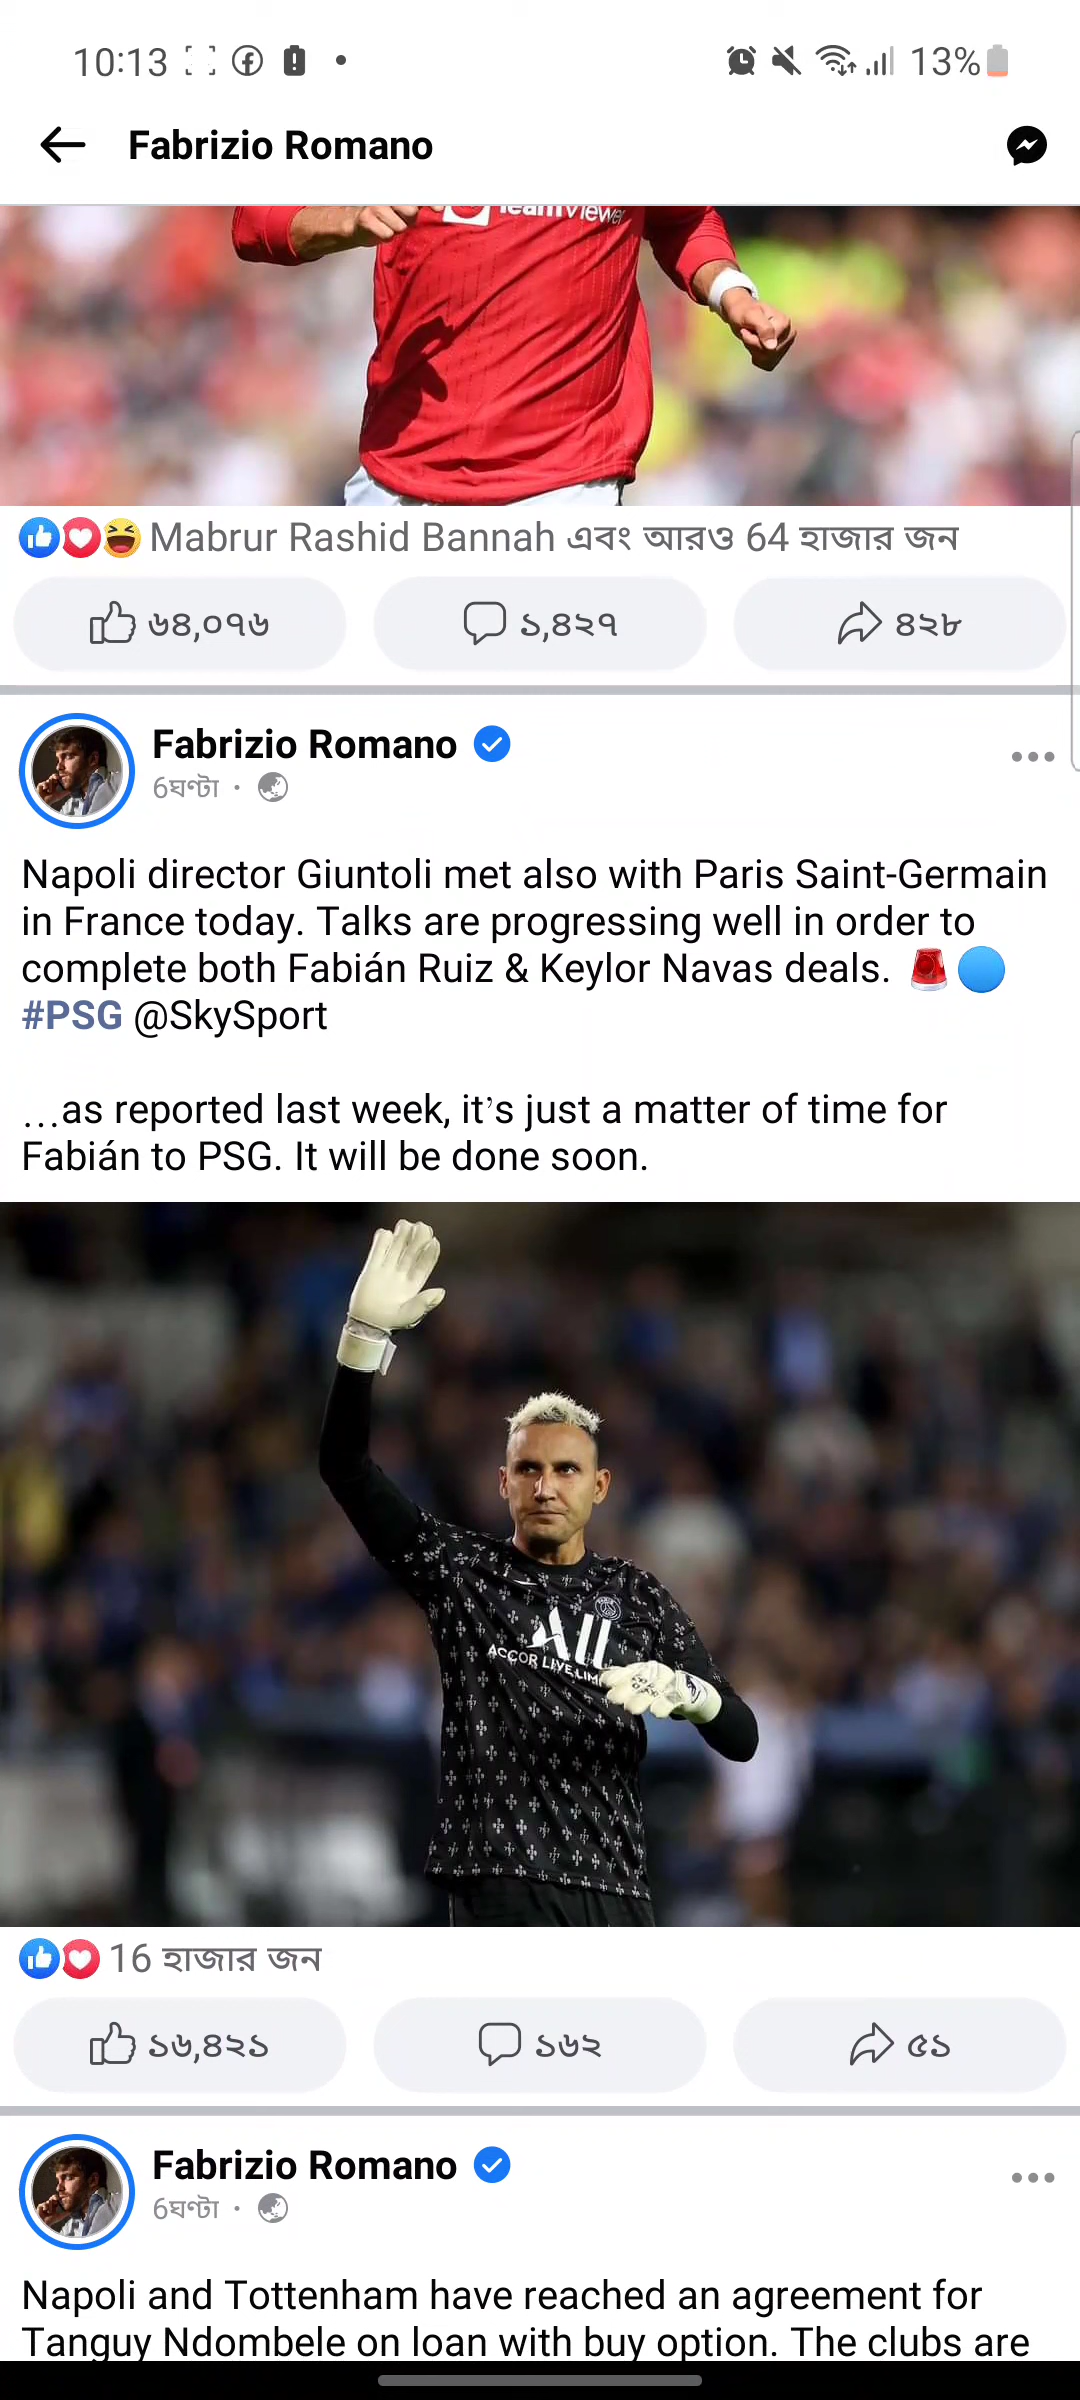 10:13
13%
Fabrizio Romano
TeamViewer
Mabrur Rashid Bannah এবং আরও 64 হাজার জন
৬৪,০৭৬ ১,৪২৭ ৪২৮
Fabrizio Romano
6ঘণ্টা ·
Napoli director Giuntoli met also with Paris Saint-Germain
in France today. Talks are progressing well in order to
complete both Fabián Ruiz & Keylor Navas deals. 🚨🔵
#PSG @SkySport
…as reported last week, it’s just a matter of time for
Fabián to PSG. It will be done soon.
ALL
ACCOR LIVE LIM
16 হাজার জন
১৬,৪২১ ১৬২ ৫১
Fabrizio Romano
6ঘণ্টা ·
Napoli and Tottenham have reached an agreement for
Tanguy Ndombele on loan with buy option. The clubs are